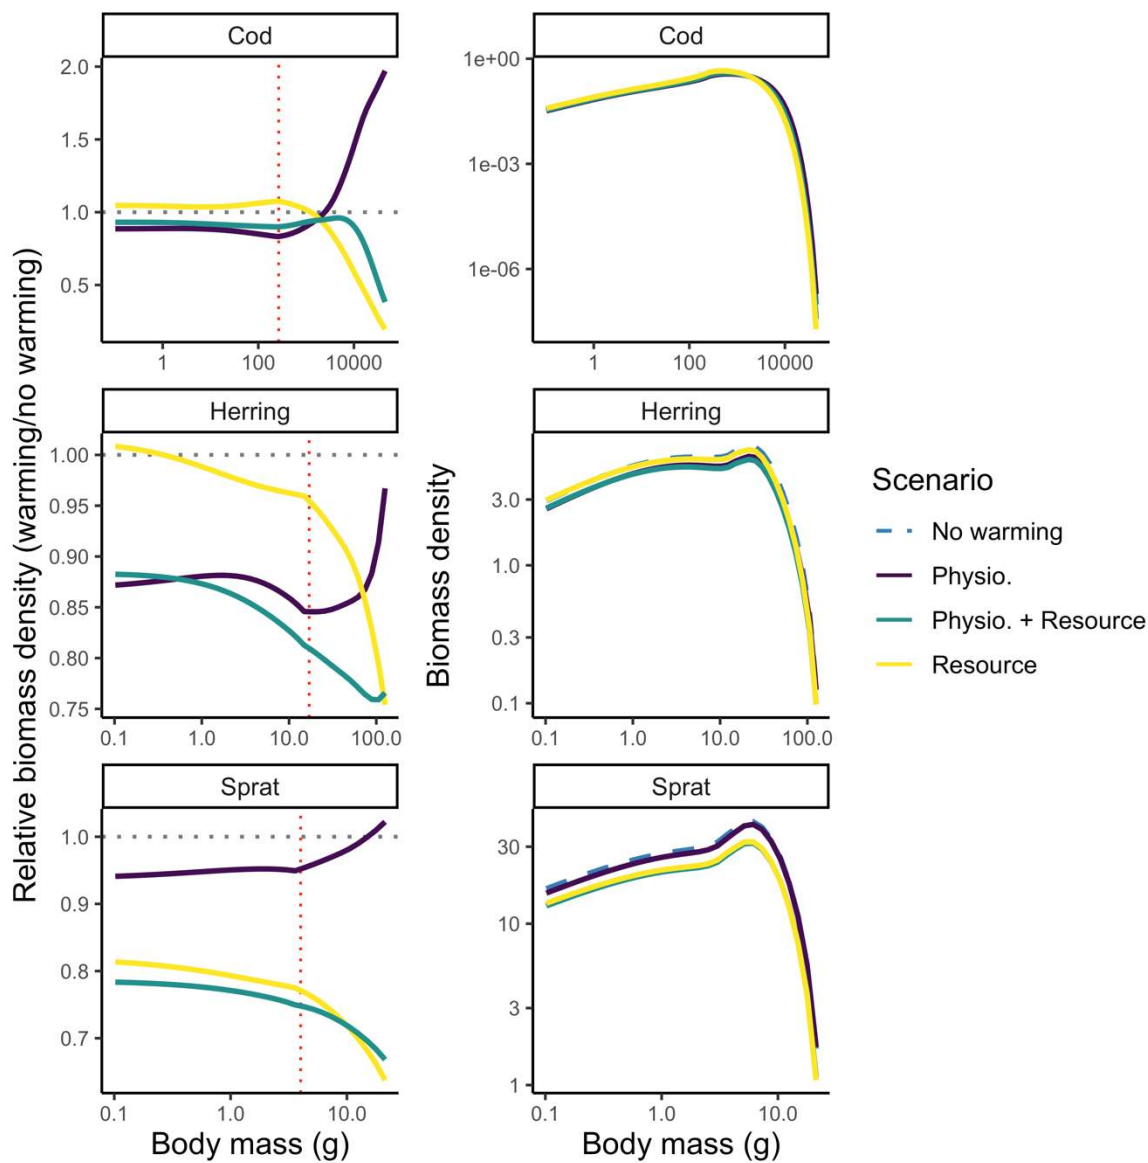 Cod
Cod
2.0
1.5
1.0
0.5
1
100
10000
1e+00
1e-03
1e-06
1
100
10000
Relative biomass density (warming/no warming)
Herring
Herring
1.00
0.95
0.90
0.85
0.80
0.75
0.1
1.0
10.0
100.0
Biomass density
3.0
1.0
0.3
0.1
0.1
1.0
10.0
100.0
Scenario
No warming
Physio.
Physio. + Resource
Resource
Sprat
Sprat
1.0
0.9
0.8
0.7
0.1
1.0
10.0
30
10
3
1
0.1
1.0
10.0
Body mass (g)
Body mass (g)